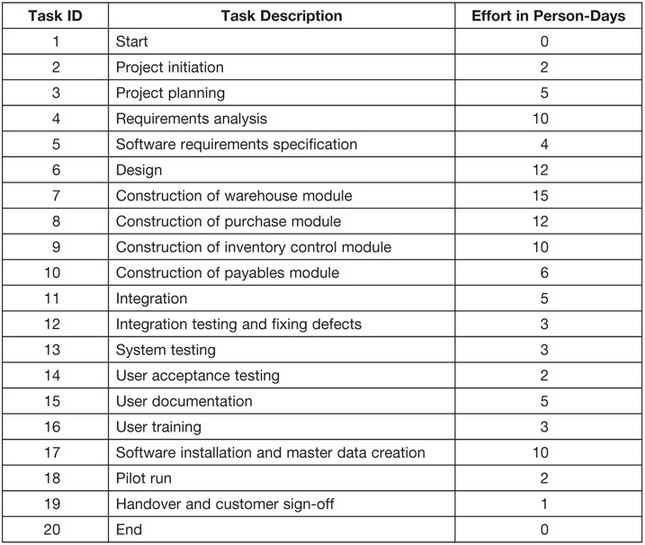 Task ID Task Description Effort in Person-Days
1 Start 0
2 Project initiation 2
3 Project planning 5
4 Requirements analysis 10
5 Software requirements specification 4
6 Design 12
7 Construction of warehouse module 15
8 Construction of purchase module 12
9 Construction of inventory control module 10
10 Construction of payables module 6
11 Integration 5
12 Integration testing and fixing defects 3
13 System testing 3
14 User acceptance testing 2
15 User documentation 5
16 User training 3
17 Software installation and master data creation 10
18 Pilot run 2
19 Handover and customer sign-off 1
20 End 0